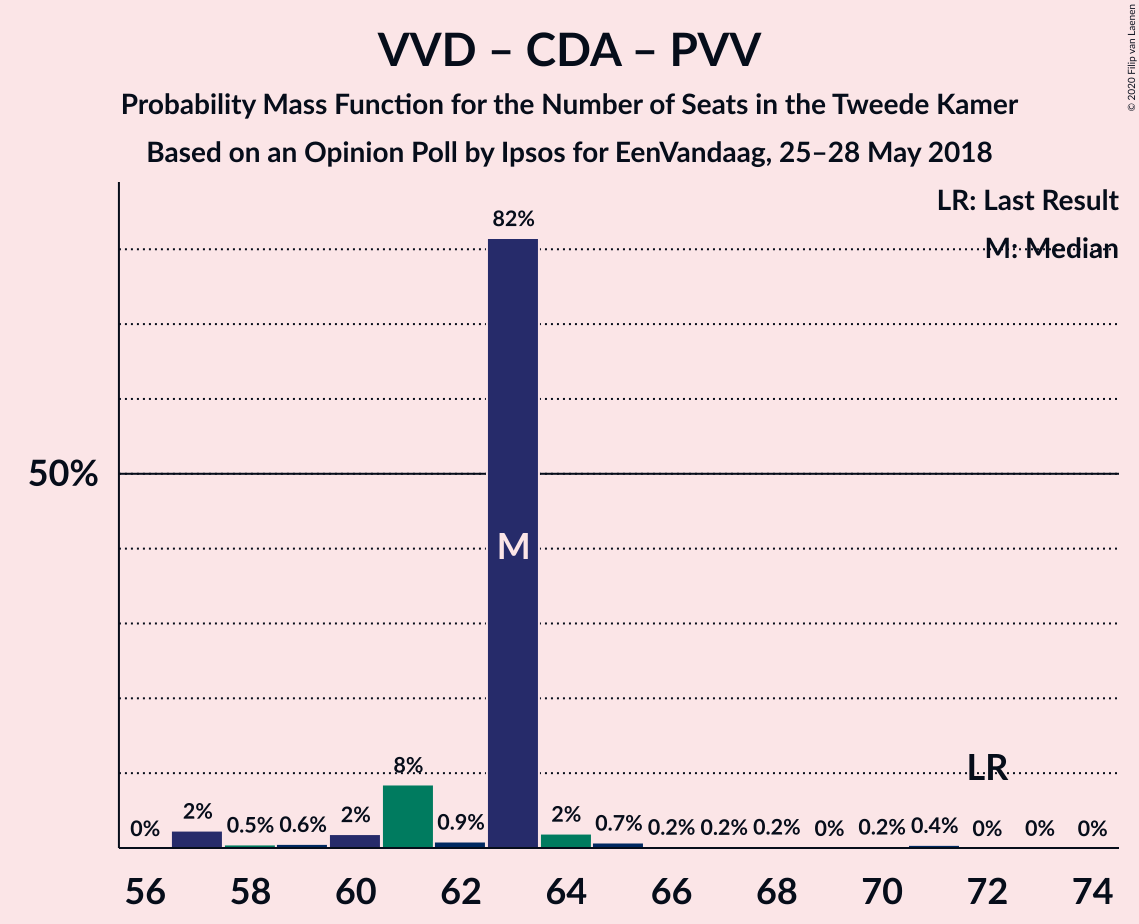 VVD – CDA – PVV
Probability Mass Function for the Number of Seats in the Tweede Kamer
Based on an Opinion Poll by Ipsos for EenVandaag, 25–28 May 2018
© 2020 Filip van Laenen
LR: Last Result
M: Median
82%
50%
M
LR
0% 2% 0.5% 0.6% 2% 8% 0.9% 2% 0.7% 0.2% 0.2% 0.2% 0% 0.2% 0.4% 0% 0% 0%
56 58 60 62 64 66 68 70 72 74